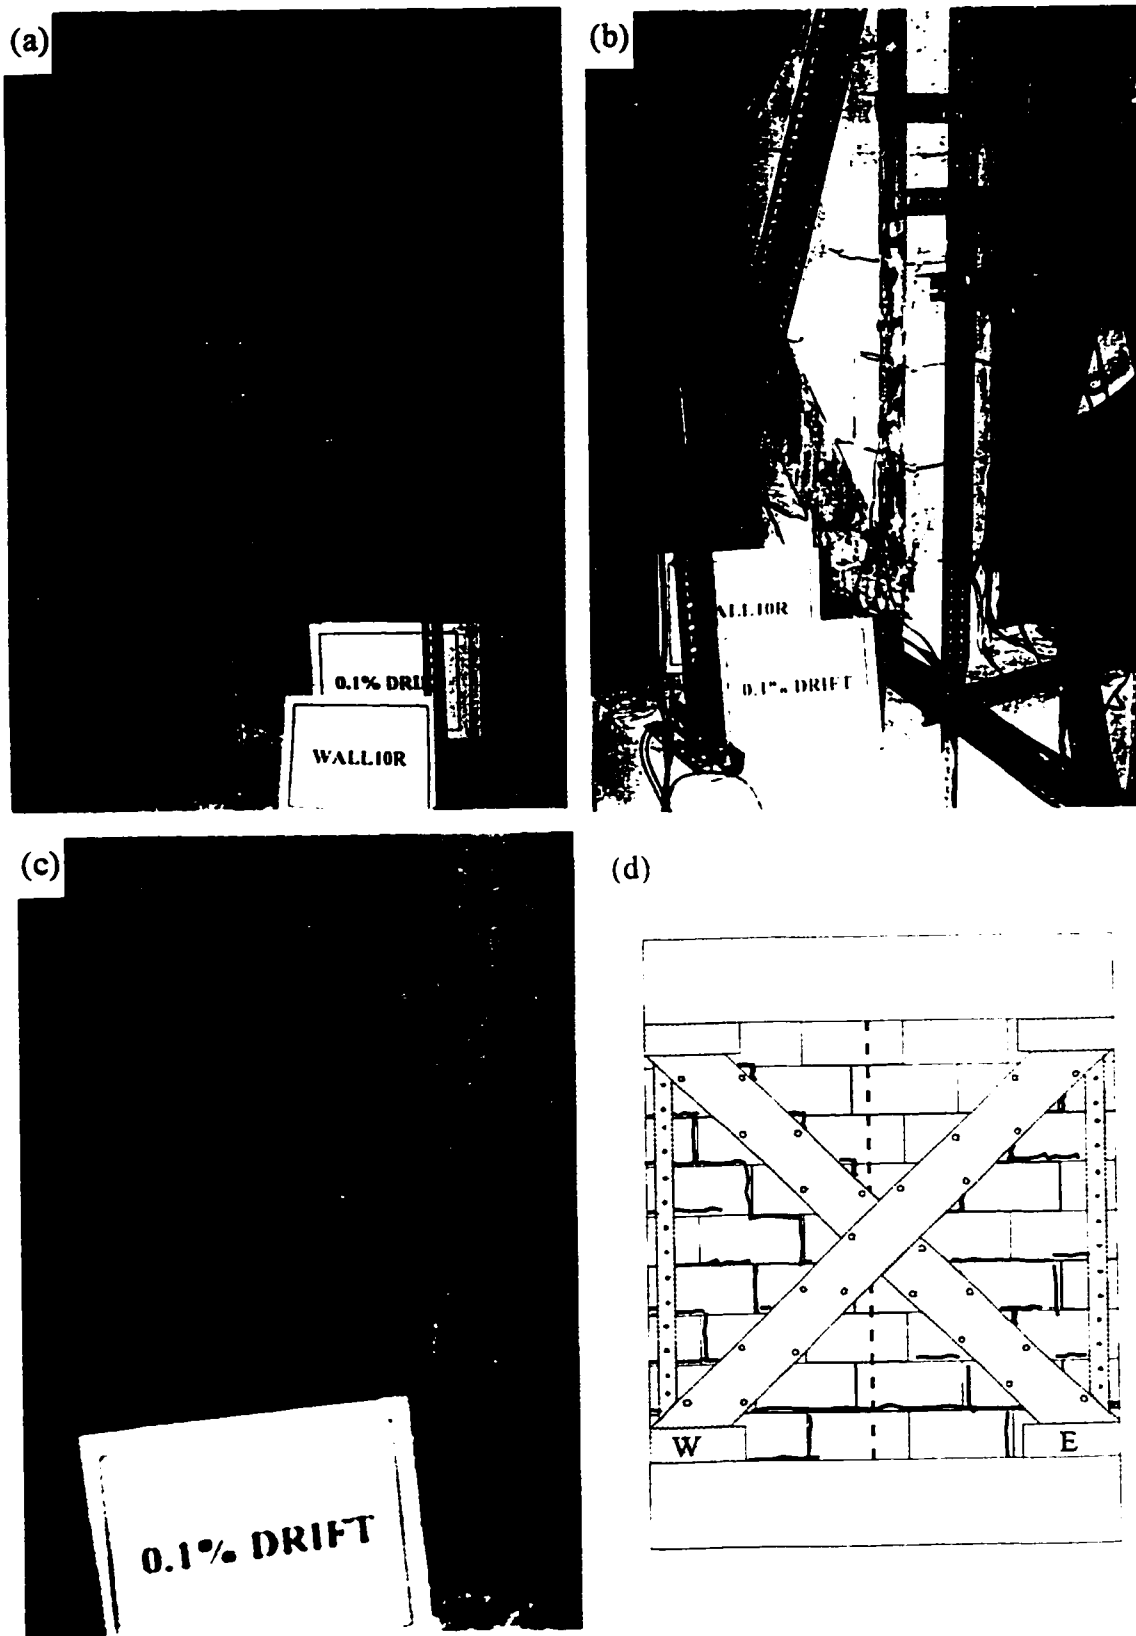 (a)
0.1% DRI
WALL10R
(b)
ALL10R
0.1% DRIFT
(c)
0.1% DRIFT
(d)
W
E